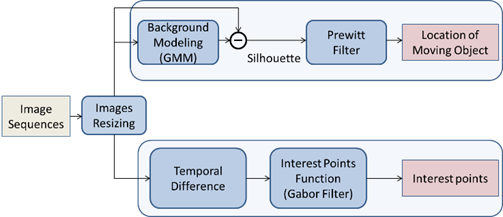 Background
Modeling
(GMM)
Silhouette
Prewitt
Filter
Location of
Moving Object
Image
Sequences
Images
Resizing
Temporal
Difference
Interest Points
Function
(Gabor Filter)
Interest points